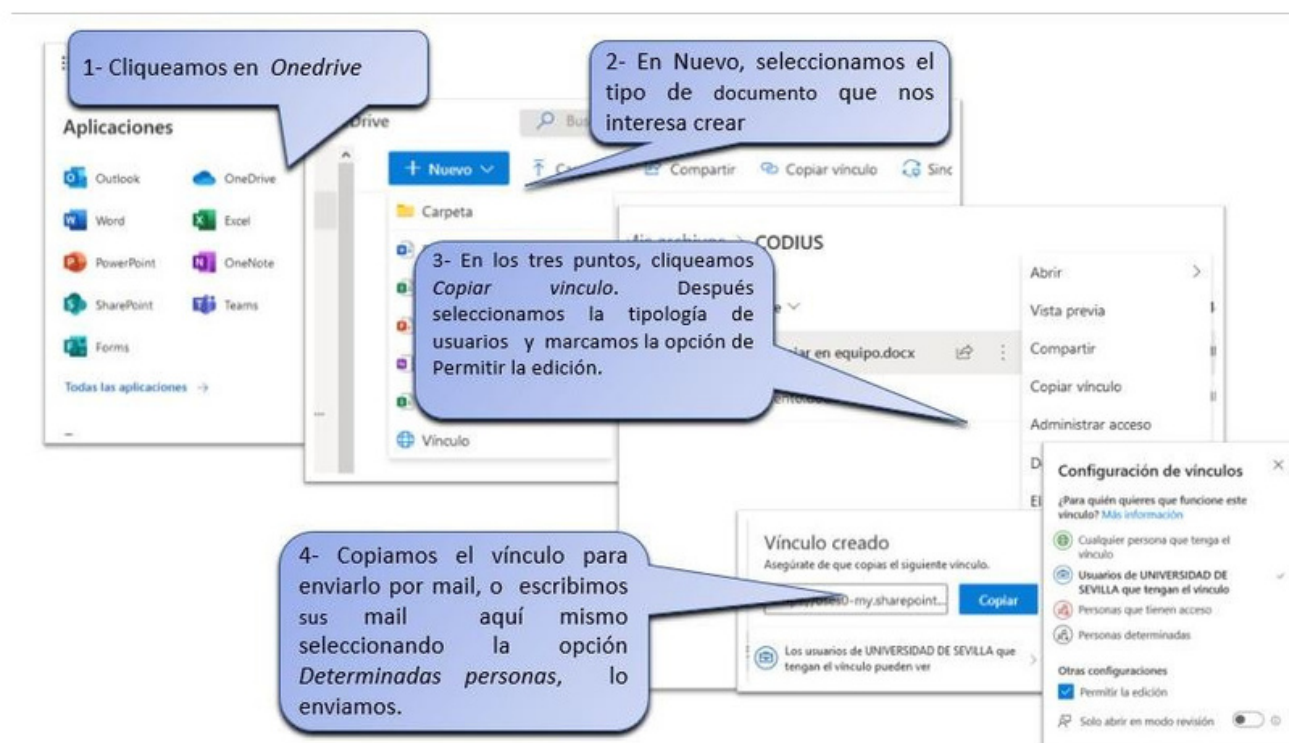 1- Cliqueamos en Onedrive
Aplicaciones
Outlook
OneDrive
Word
Excel
PowerPoint
OneNote
SharePoint
Teams
Forms
Todas las aplicaciones →
2- En Nuevo, seleccionamos el
tipo de documento que nos
interesa crear
+ Nuevo
Compartir
Copiar vínculo
Carpeta
Vínculo
3- En los tres puntos, cliqueamos
Copiar vinculo. Después
seleccionamos la tipología de
usuarios y marcamos la opción de
Permitir la edición.
CODIUS
en equipo.docx
Abrir
Vista previa
Compartir
Copiar vínculo
Administrar acceso
4- Copiamos el vínculo para
enviarlo por mail, o escribimos
sus mail aquí mismo
seleccionando la opción
Determinadas personas, lo
enviamos.
Vínculo creado
Asegúrate de que copias el siguiente vínculo.
Copiar
Los usuarios de UNIVERSIDAD DE SEVILLA que
tengan el vínculo pueden ver
Configuración de vínculos
¿Para quién quieres que funcione este
vínculo? Más información
Cualquier persona que tenga el
vínculo
Usuarios de UNIVERSIDAD DE
SEVILLA que tengan el vínculo
Personas que tienen acceso
Personas determinadas
Otras configuraciones
Permitir la edición
Solo abrir en modo revisión